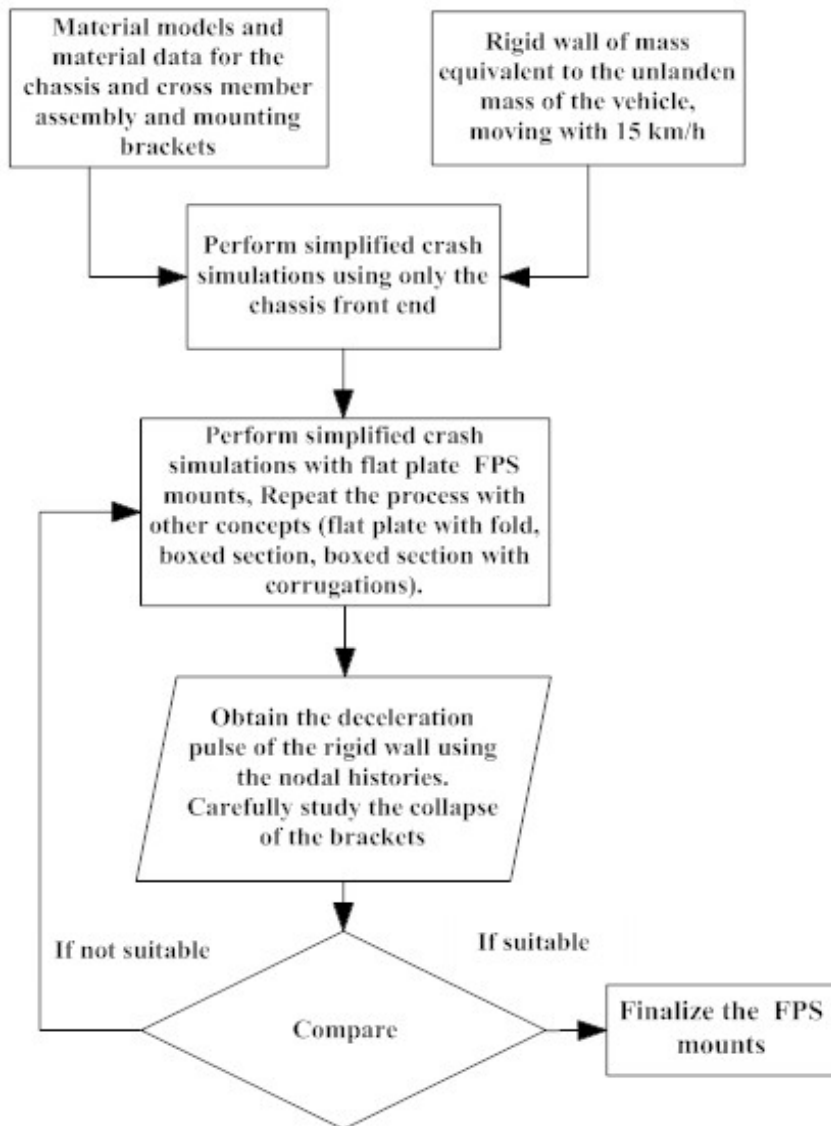 Material models and
material data for the
chassis and cross member
assembly and mounting
brackets
Rigid wall of mass
equivalent to the unlanden
mass of the vehicle,
moving with 15 km/h
Perform simplified crash
simulations using only the
chassis front end
Perform simplified crash
simulations with flat plate FPS
mounts, Repeat the process with
other concepts (flat plate with fold,
boxed section, boxed section with
corrugations).
Obtain the deceleration
pulse of the rigid wall using
the nodal histories.
Carefully study the collapse
of the brackets
If not suitable
If suitable
Compare
Finalize the FPS
mounts